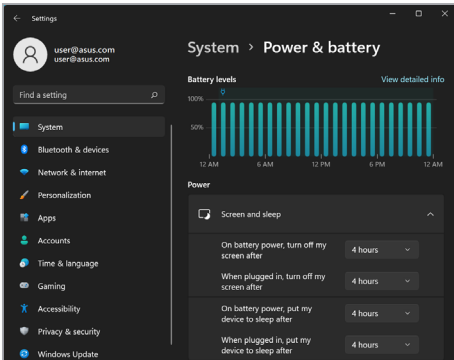 Settings
user@asus.com
user@asus.com
Find a setting
System
Bluetooth & devices
Network & internet
Personalization
Apps
Accounts
Time & language
Gaming
Accessibility
Privacy & security
Windows Update
System > Power & battery
Battery levels
View detailed info
100%
50%
12 AM 6 AM 12 PM 6 PM 12 AM
Power
Screen and sleep
On battery power, turn off my
screen after
4 hours
When plugged in, turn off my
screen after
4 hours
On battery power, put my
device to sleep after
4 hours
When plugged in, put my
device to sleep after
4 hours